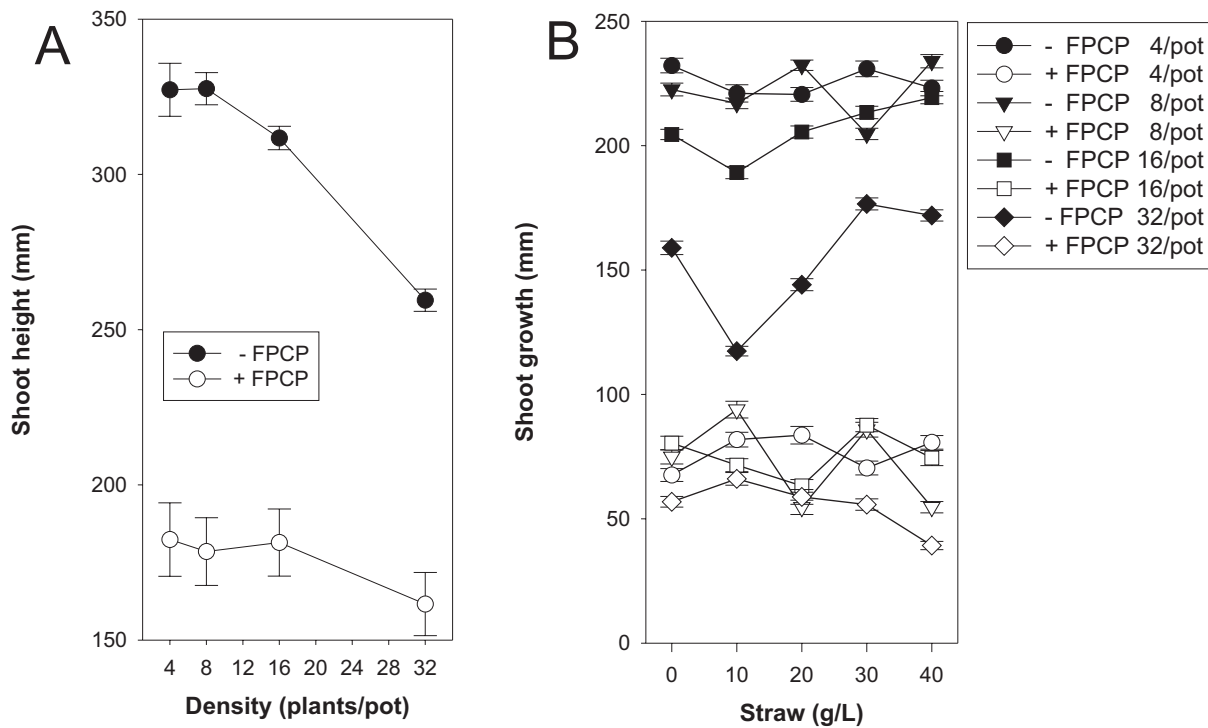 A
350
300
250
200
150
Shoot height (mm)
- FPCP
+ FPCP
4 8 12 16 20 24 28 32
Density (plants/pot)
B
250
200
150
100
50
0
Shoot growth (mm)
0 10 20 30 40
Straw (g/L)
- FPCP 4/pot
+ FPCP 4/pot
- FPCP 8/pot
+ FPCP 8/pot
- FPCP 16/pot
+ FPCP 16/pot
- FPCP 32/pot
+ FPCP 32/pot